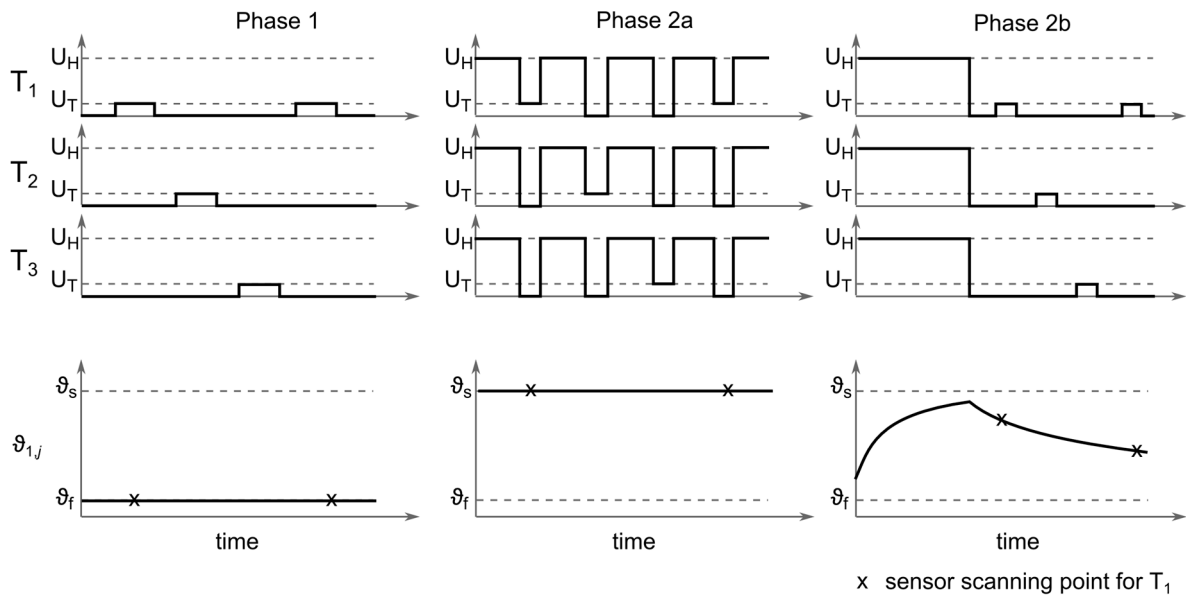 Phase 1 Phase 2a Phase 2b
T1 UH UH UH
UT UT UT
T2 UH UH UH
UT UT UT
T3 UH UH UH
UT UT UT
ϑs ϑs ϑs
ϑ1,j
ϑf x x ϑf ϑf
x x
x x
time time time
x sensor scanning point for T1